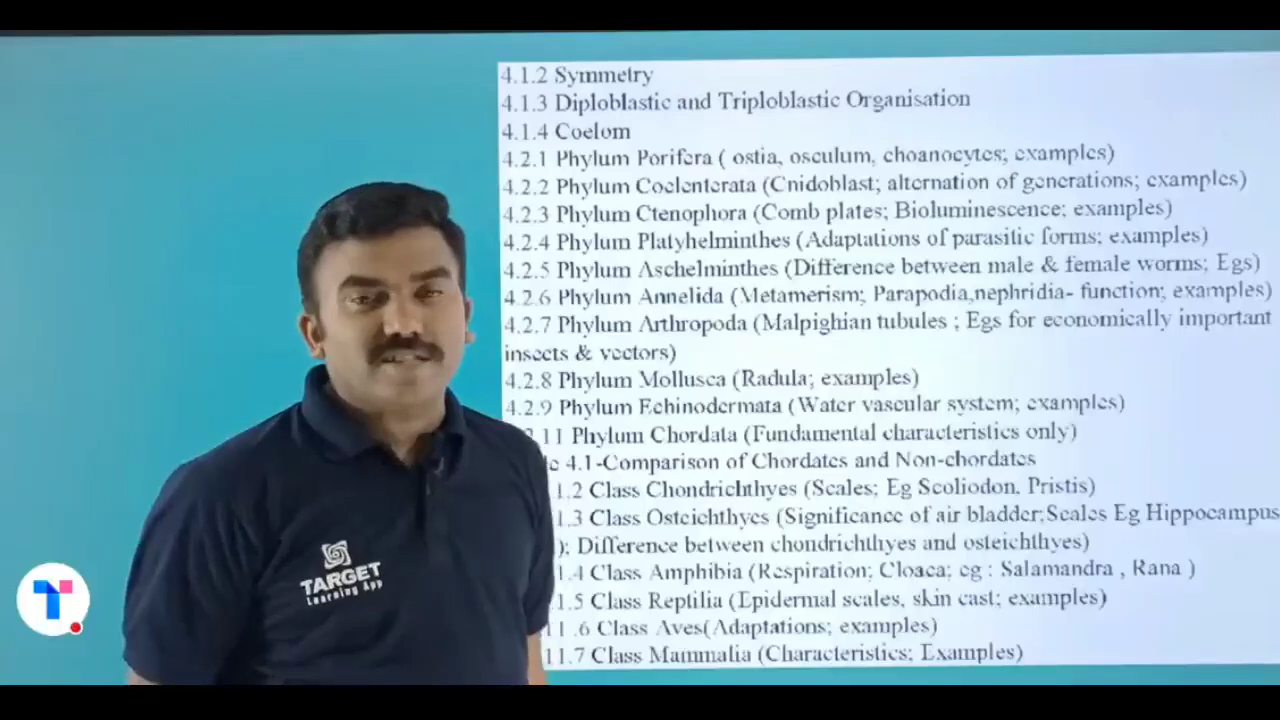 4.1.2 Symmetry
4.1.3 Diploblastic and Triploblastic Organisation
4.1.4 Coelom
4.2.1 Phylum Porifera ( ostia, osculum, choanocytes; examples)
4.2.2 Phylum Coelenterata (Cnidoblast; alternation of generations; examples)
4.2.3 Phylum Ctenophora (Comb plates; Bioluminescence; examples)
4.2.4 Phylum Platyhelminthes (Adaptations of parasitic forms; examples)
4.2.5 Phylum Aschelminthes (Difference between male & female worms; Egs)
4.2.6 Phylum Annelida (Metamerism; Parapodia,nephridia- function; examples)
4.2.7 Phylum Arthropoda (Malpighian tubules ; Egs for economically important
insects & vectors)
4.2.8 Phylum Mollusca (Radula; examples)
4.2.9 Phylum Echinodermata (Water vascular system; examples)
11 Phylum Chordata (Fundamental characteristics only)
4.1-Comparison of Chordates and Non-chordates
1.2 Class Chondrichthyes (Scales; Eg Scoliodon, Pristis)
1.3 Class Osteichthyes (Significance of air bladder;Scales Eg Hippocampus
); Difference between chondrichthyes and osteichthyes)
1.4 Class Amphibia (Respiration; Cloaca; eg : Salamandra , Rana )
1.5 Class Reptilia (Epidermal scales, skin cast; examples)
11 .6 Class Aves(Adaptations; examples)
11.7 Class Mammalia (Characteristics; Examples)
TARGET
Learning App
T